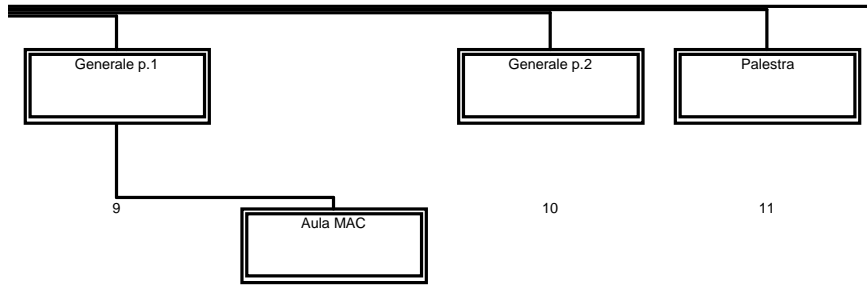 Generale p.1
Generale p.2
Palestra
9
10
11
Aula MAC